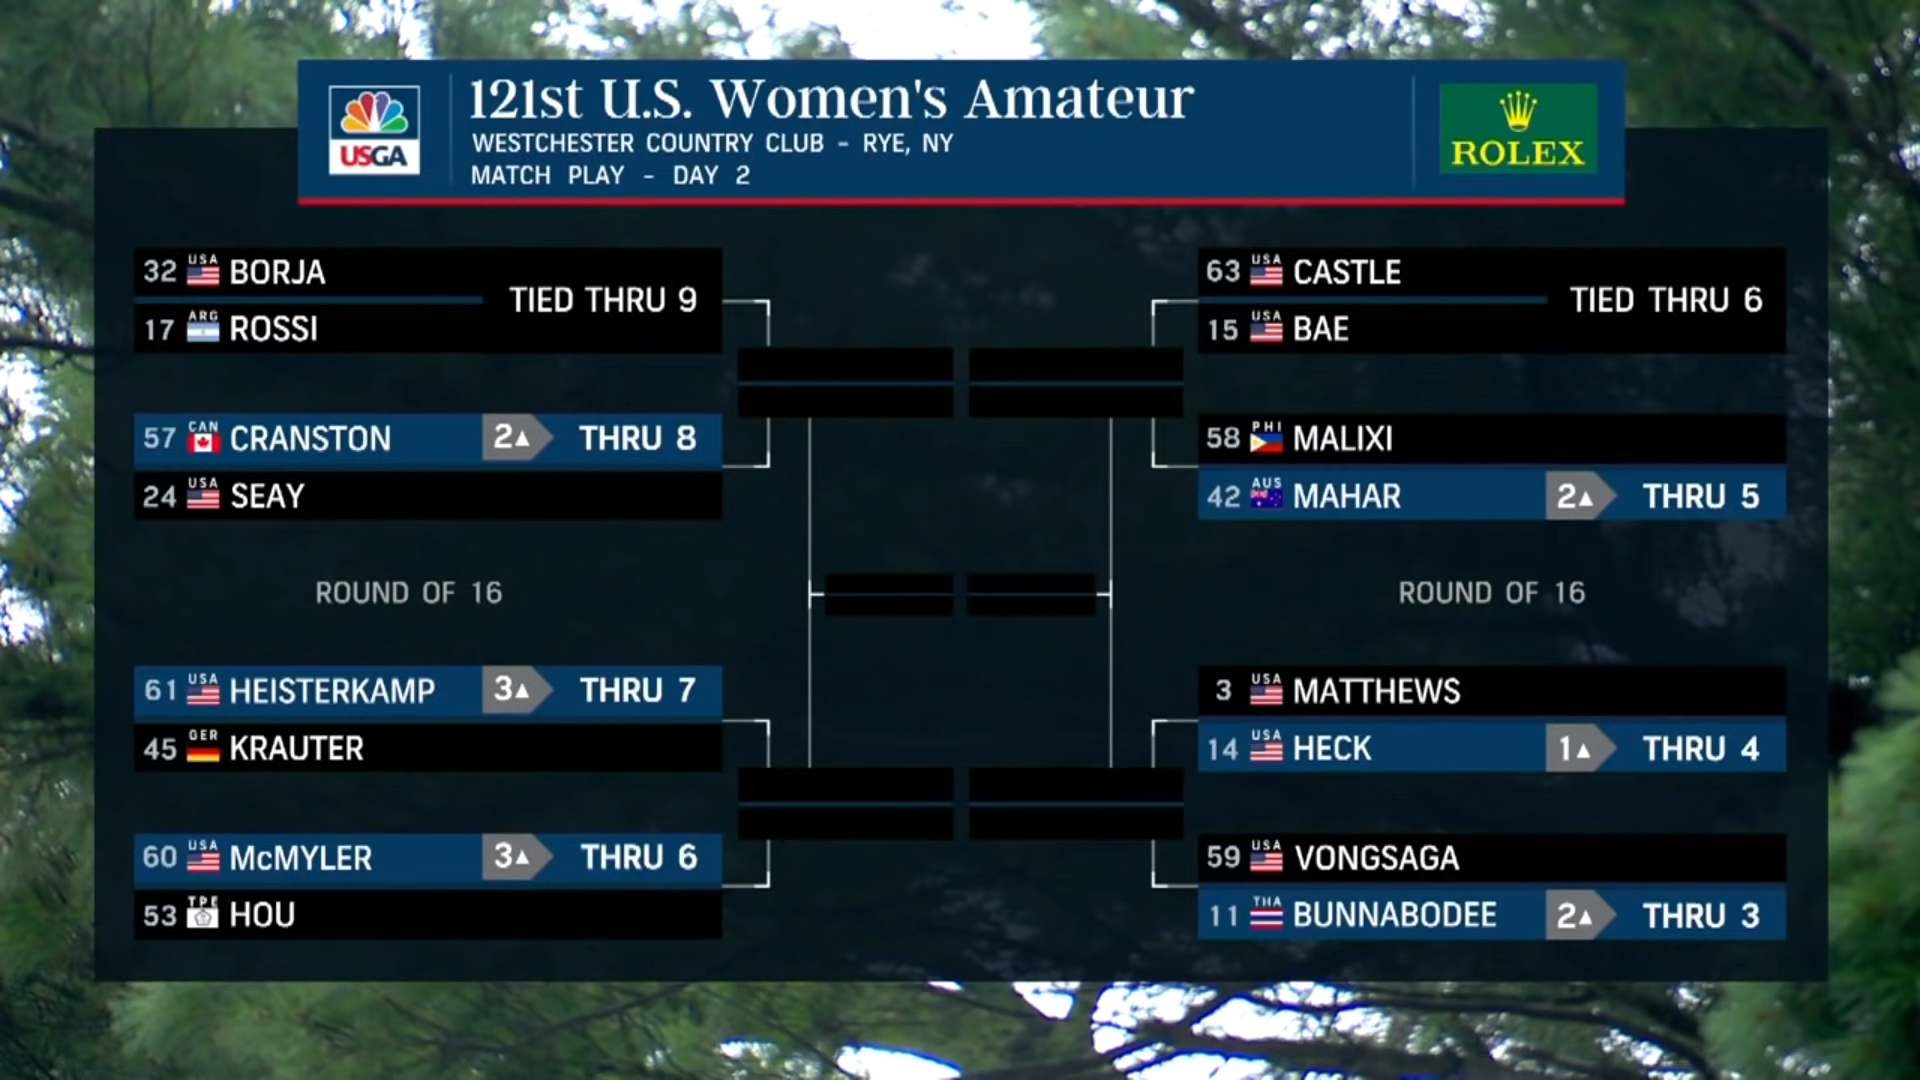 121st U.S. Women's Amateur
WESTCHESTER COUNTRY CLUB - RYE, NY
MATCH PLAY - DAY 2
USGA
ROLEX
32 USA BORJA
17 ARG ROSSI
TIED THRU 9
57 CAN CRANSTON 2▲ THRU 8
24 USA SEAY
ROUND OF 16
61 USA HEISTERKAMP 3▲ THRU 7
45 GER KRAUTER
60 USA McMYLER 3▲ THRU 6
53 TPE HOU
63 USA CASTLE
15 USA BAE
TIED THRU 6
58 PHI MALIXI
42 AUS MAHAR 2▲ THRU 5
ROUND OF 16
3 USA MATTHEWS
14 USA HECK 1▲ THRU 4
59 USA VONGSAGA
11 THA BUNNABODEE 2▲ THRU 3